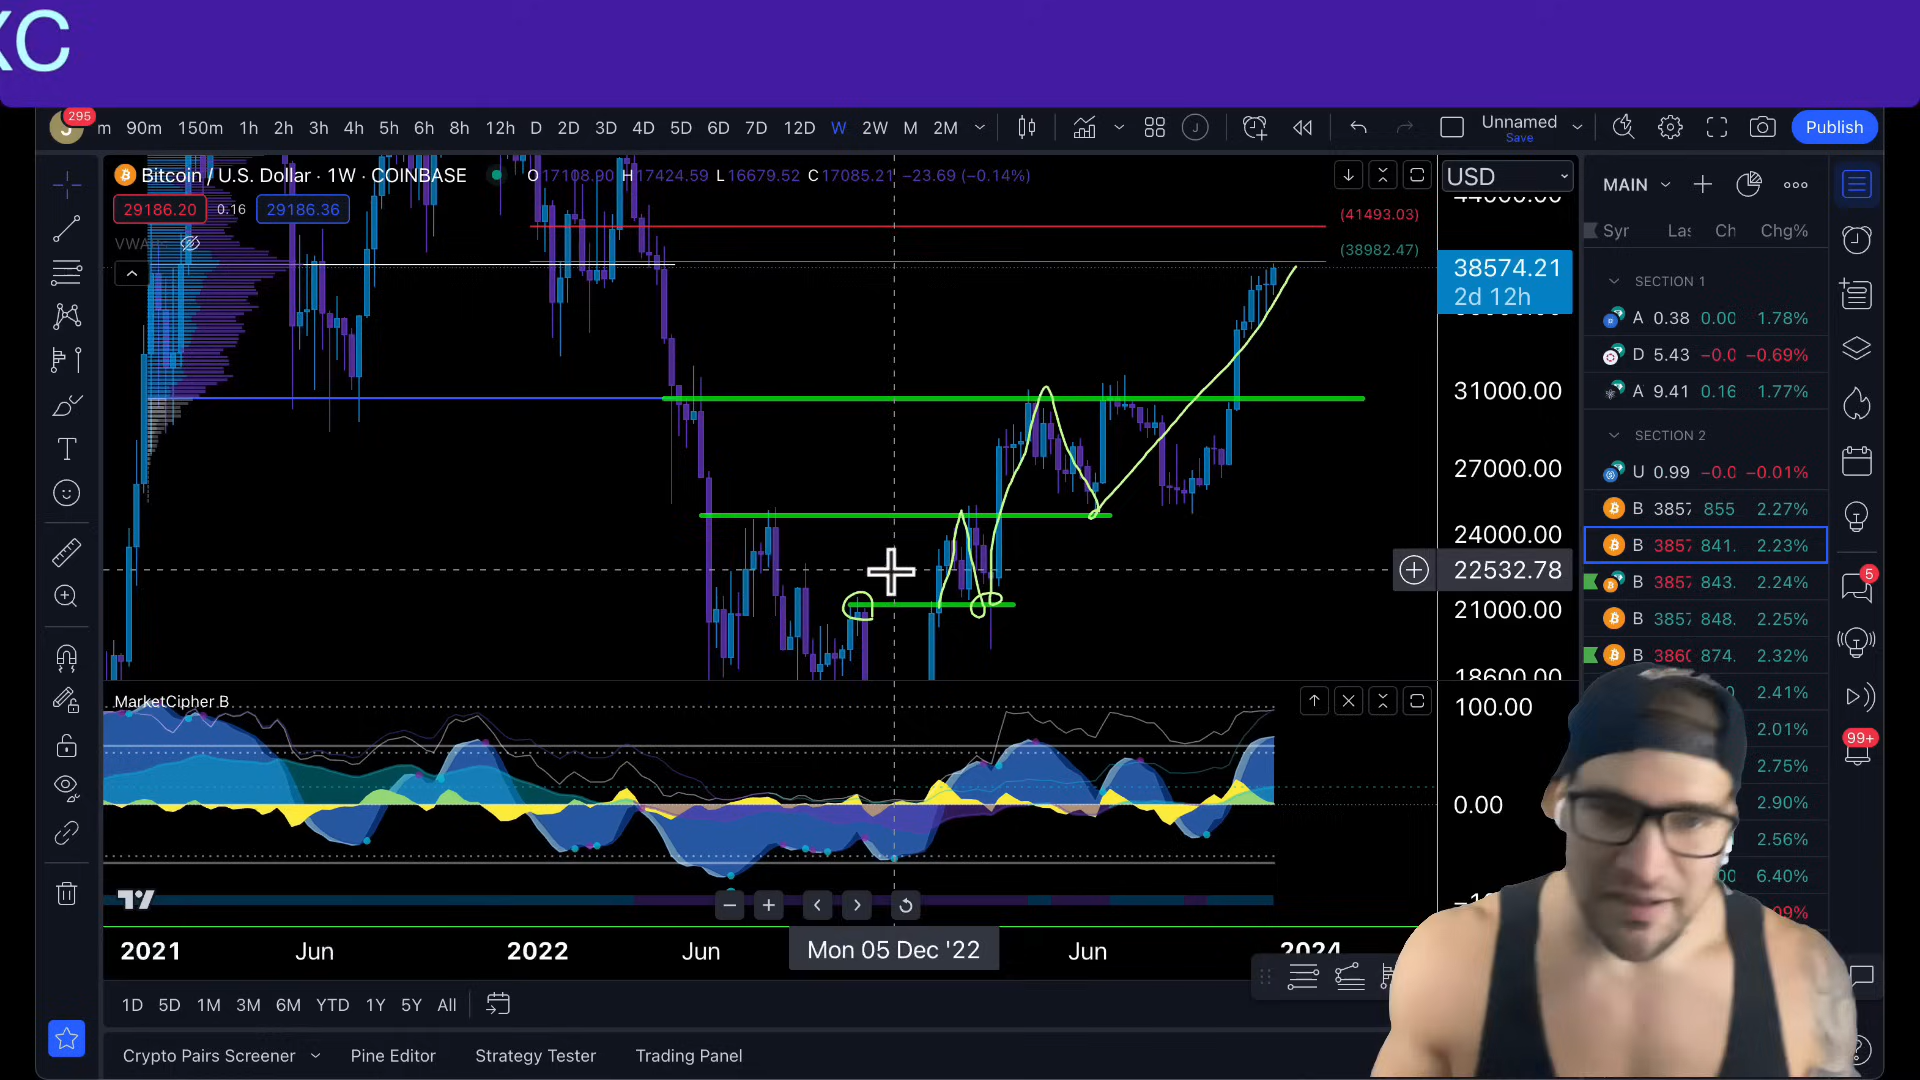 XC
295
J
m 90m 150m 1h 2h 3h 4h 5h 6h 8h 12h D 2D 3D 4D 5D 6D 7D 12D W 2W M 2M
J
Unnamed
Save
Publish
Bitcoin / U.S. Dollar · 1W · COINBASE
O17108.90 H17424.59 L16679.52 C17085.21 −23.69 (−0.14%)
29186.20 0.16 29186.36
USD
MAIN
(41493.03)
(38982.47)
44000.00
38574.21
2d 12h
31000.00
27000.00
24000.00
22532.78
21000.00
18600.00
Syr Las Ch Chg%
SECTION 1
A 0.38 0.00 1.78%
D 5.43 −0.0 −0.69%
A 9.41 0.16 1.77%
SECTION 2
U 0.99 −0.0 −0.01%
B 3857 855 2.27%
B 3857 841. 2.23%
B 3857 843. 2.24%
B 3857 848. 2.25%
B 3860 874. 2.32%
2.41%
2.01%
2.75%
2.90%
2.56%
6.40%
5
99+
MarketCipher B
100.00
0.00
2021 Jun 2022 Jun Mon 05 Dec '22 Jun 2024
1D 5D 1M 3M 6M YTD 1Y 5Y All
Crypto Pairs Screener Pine Editor Strategy Tester Trading Panel